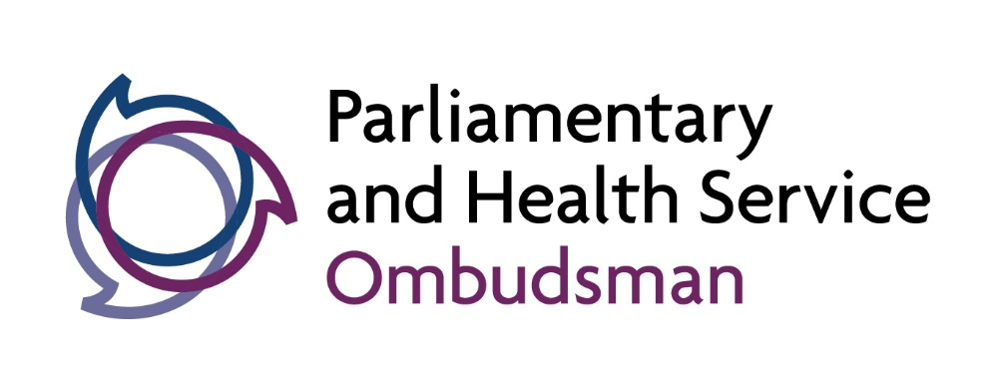 Parliamentary
and Health Service
Ombudsman